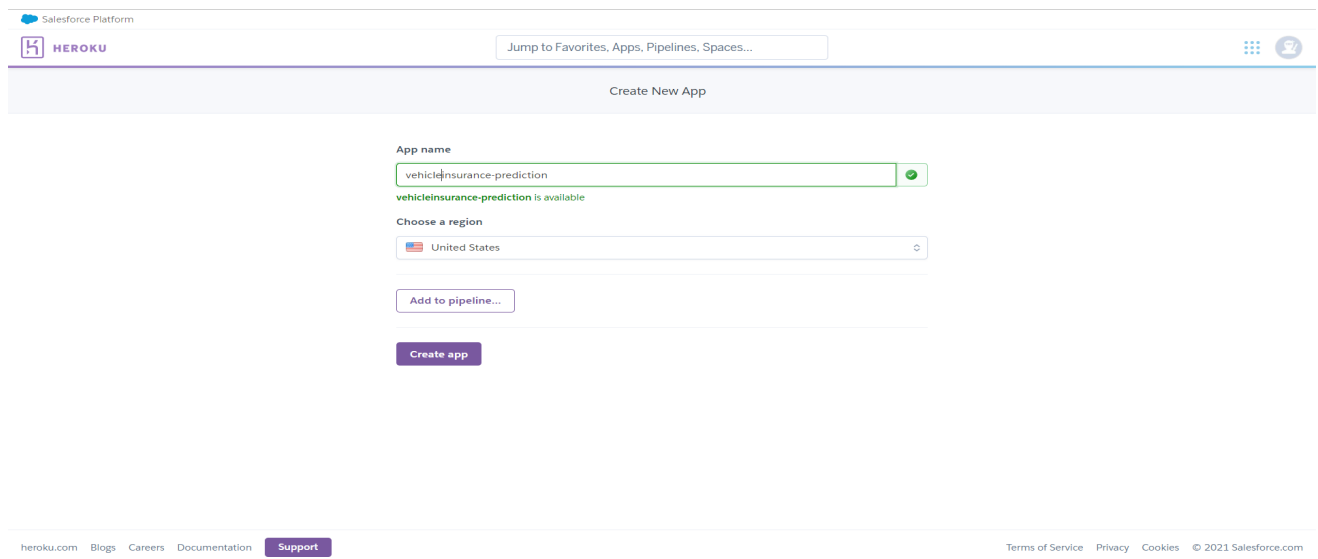 Salesforce Platform
HEROKU
Jump to Favorites, Apps, Pipelines, Spaces...
Create New App
App name
vehicleinsurance-prediction
vehicleinsurance-prediction is available
Choose a region
United States
Add to pipeline...
Create app
heroku.com Blogs Careers Documentation Support Terms of Service Privacy Cookies © 2021 Salesforce.com